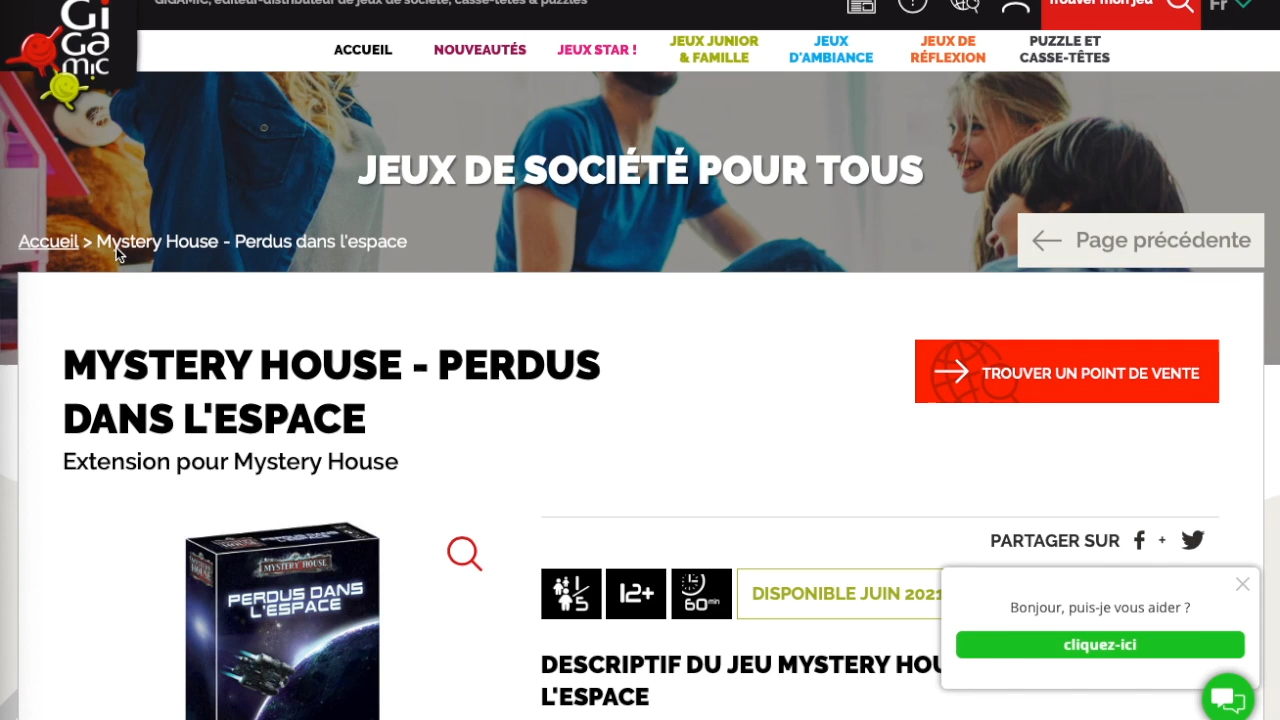 GIGAMIC
GIGAMIC, éditeur-distributeur de jeux de société, casse-têtes & puzzles
Trouver mon jeu
Fr
ACCUEIL
NOUVEAUTÉS
JEUX STAR !
JEUX JUNIOR
& FAMILLE
JEUX
D'AMBIANCE
JEUX DE
RÉFLEXION
PUZZLE ET
CASSE-TÊTES
JEUX DE SOCIÉTÉ POUR TOUS
Accueil > Mystery House - Perdus dans l'espace
Page précédente
MYSTERY HOUSE - PERDUS
DANS L'ESPACE
Extension pour Mystery House
TROUVER UN POINT DE VENTE
PARTAGER SUR f +
MYSTERY HOUSE
PERDUS DANS
L'ESPACE
PERDUS DANS
L'ESPACE
1/5
12+
60min
DISPONIBLE JUIN 2021
DESCRIPTIF DU JEU MYSTERY HOU
L'ESPACE
Bonjour, puis-je vous aider ?
cliquez-ici